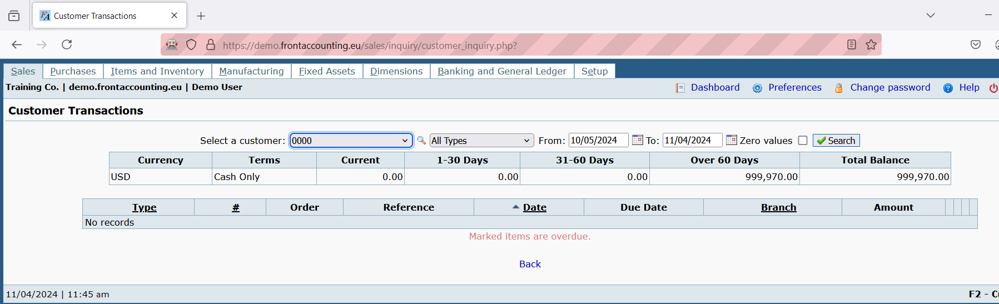 Customer Transactions
https://demo.frontaccounting.eu/sales/inquiry/customer_inquiry.php?
Sales Purchases Items and Inventory Manufacturing Fixed Assets Dimensions Banking and General Ledger Setup
Training Co. | demo.frontaccounting.eu | Demo User Dashboard Preferences Change password Help
Customer Transactions
Select a customer: 0000 All Types From: 10/05/2024 To: 11/04/2024 Zero values Search
Currency Terms Current 1-30 Days 31-60 Days Over 60 Days Total Balance
USD Cash Only 0.00 0.00 0.00 999,970.00 999,970.00
Type # Order Reference Date Due Date Branch Amount
No records
Marked items are overdue.
Back
11/04/2024 | 11:45 am F2 -